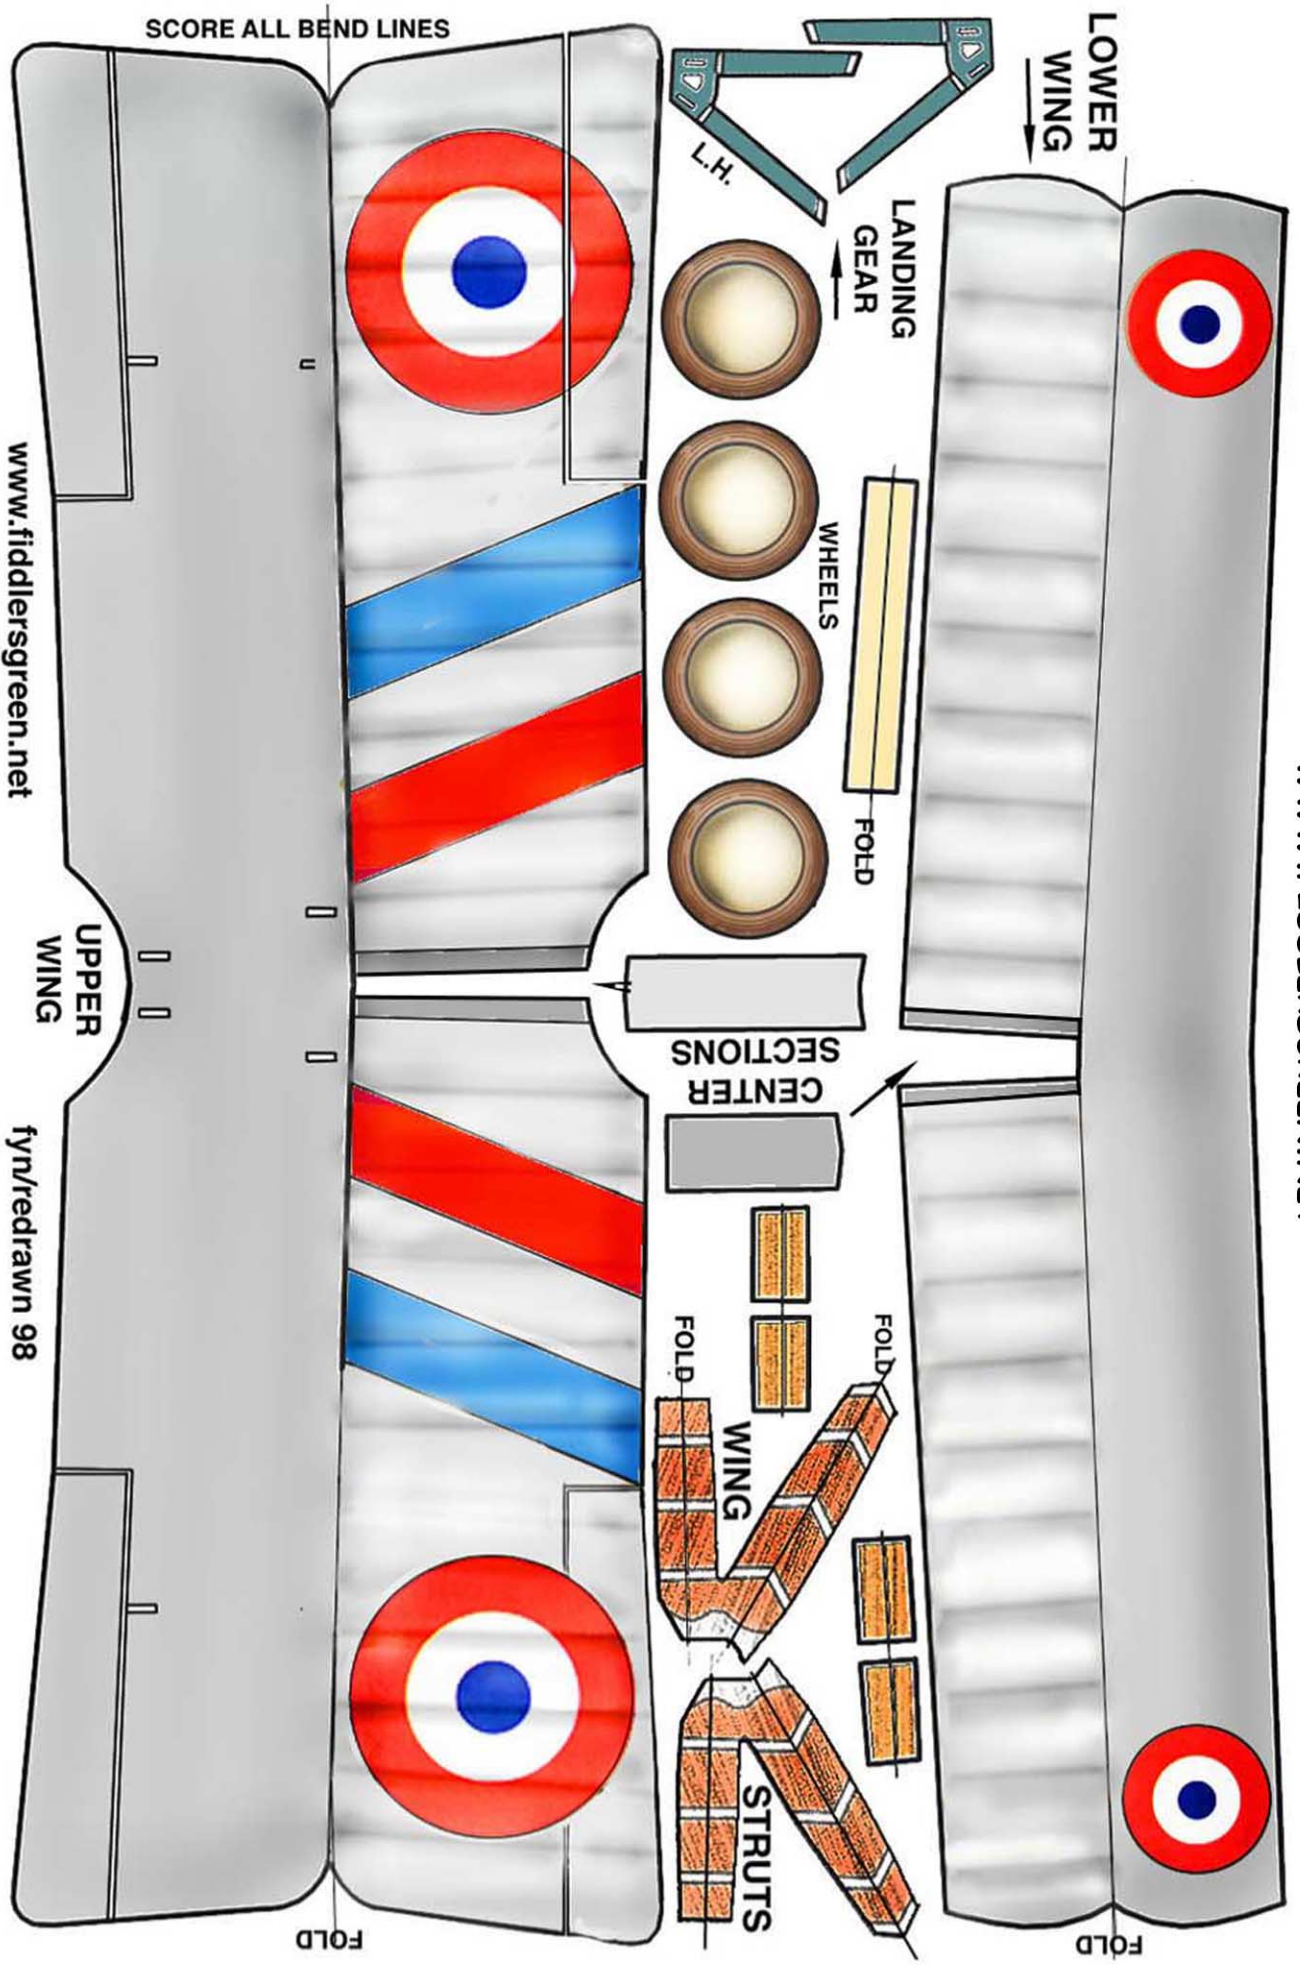 SCORE ALL BEND LINES
LOWER
WING
L.H.
LANDING
GEAR
WHEELS
FOLD
CENTER
SECTIONS
UPPER
WING
www.fiddlersgreen.net
fyn/redrawn 98
FOLD
FOLD
WING
STRUTS
FOLD
FOLD